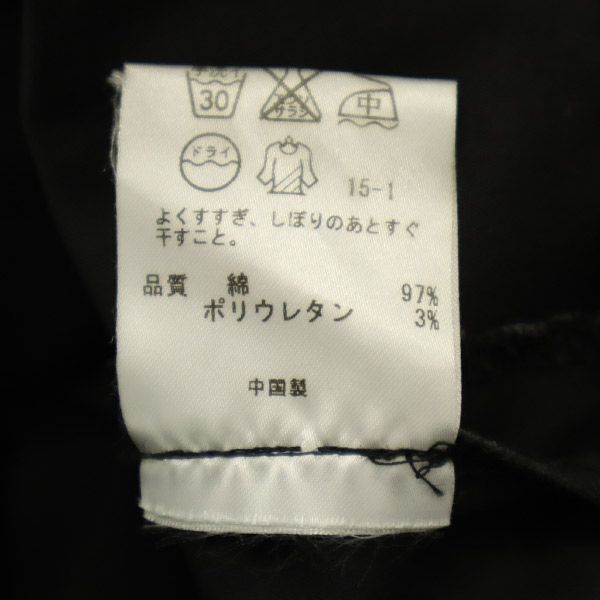 30
中
ドライ
15-1
よくすすぎ、しぼりのあとすぐ
干すこと。
品質 綿 97%
ポリウレタン 3%
中国製